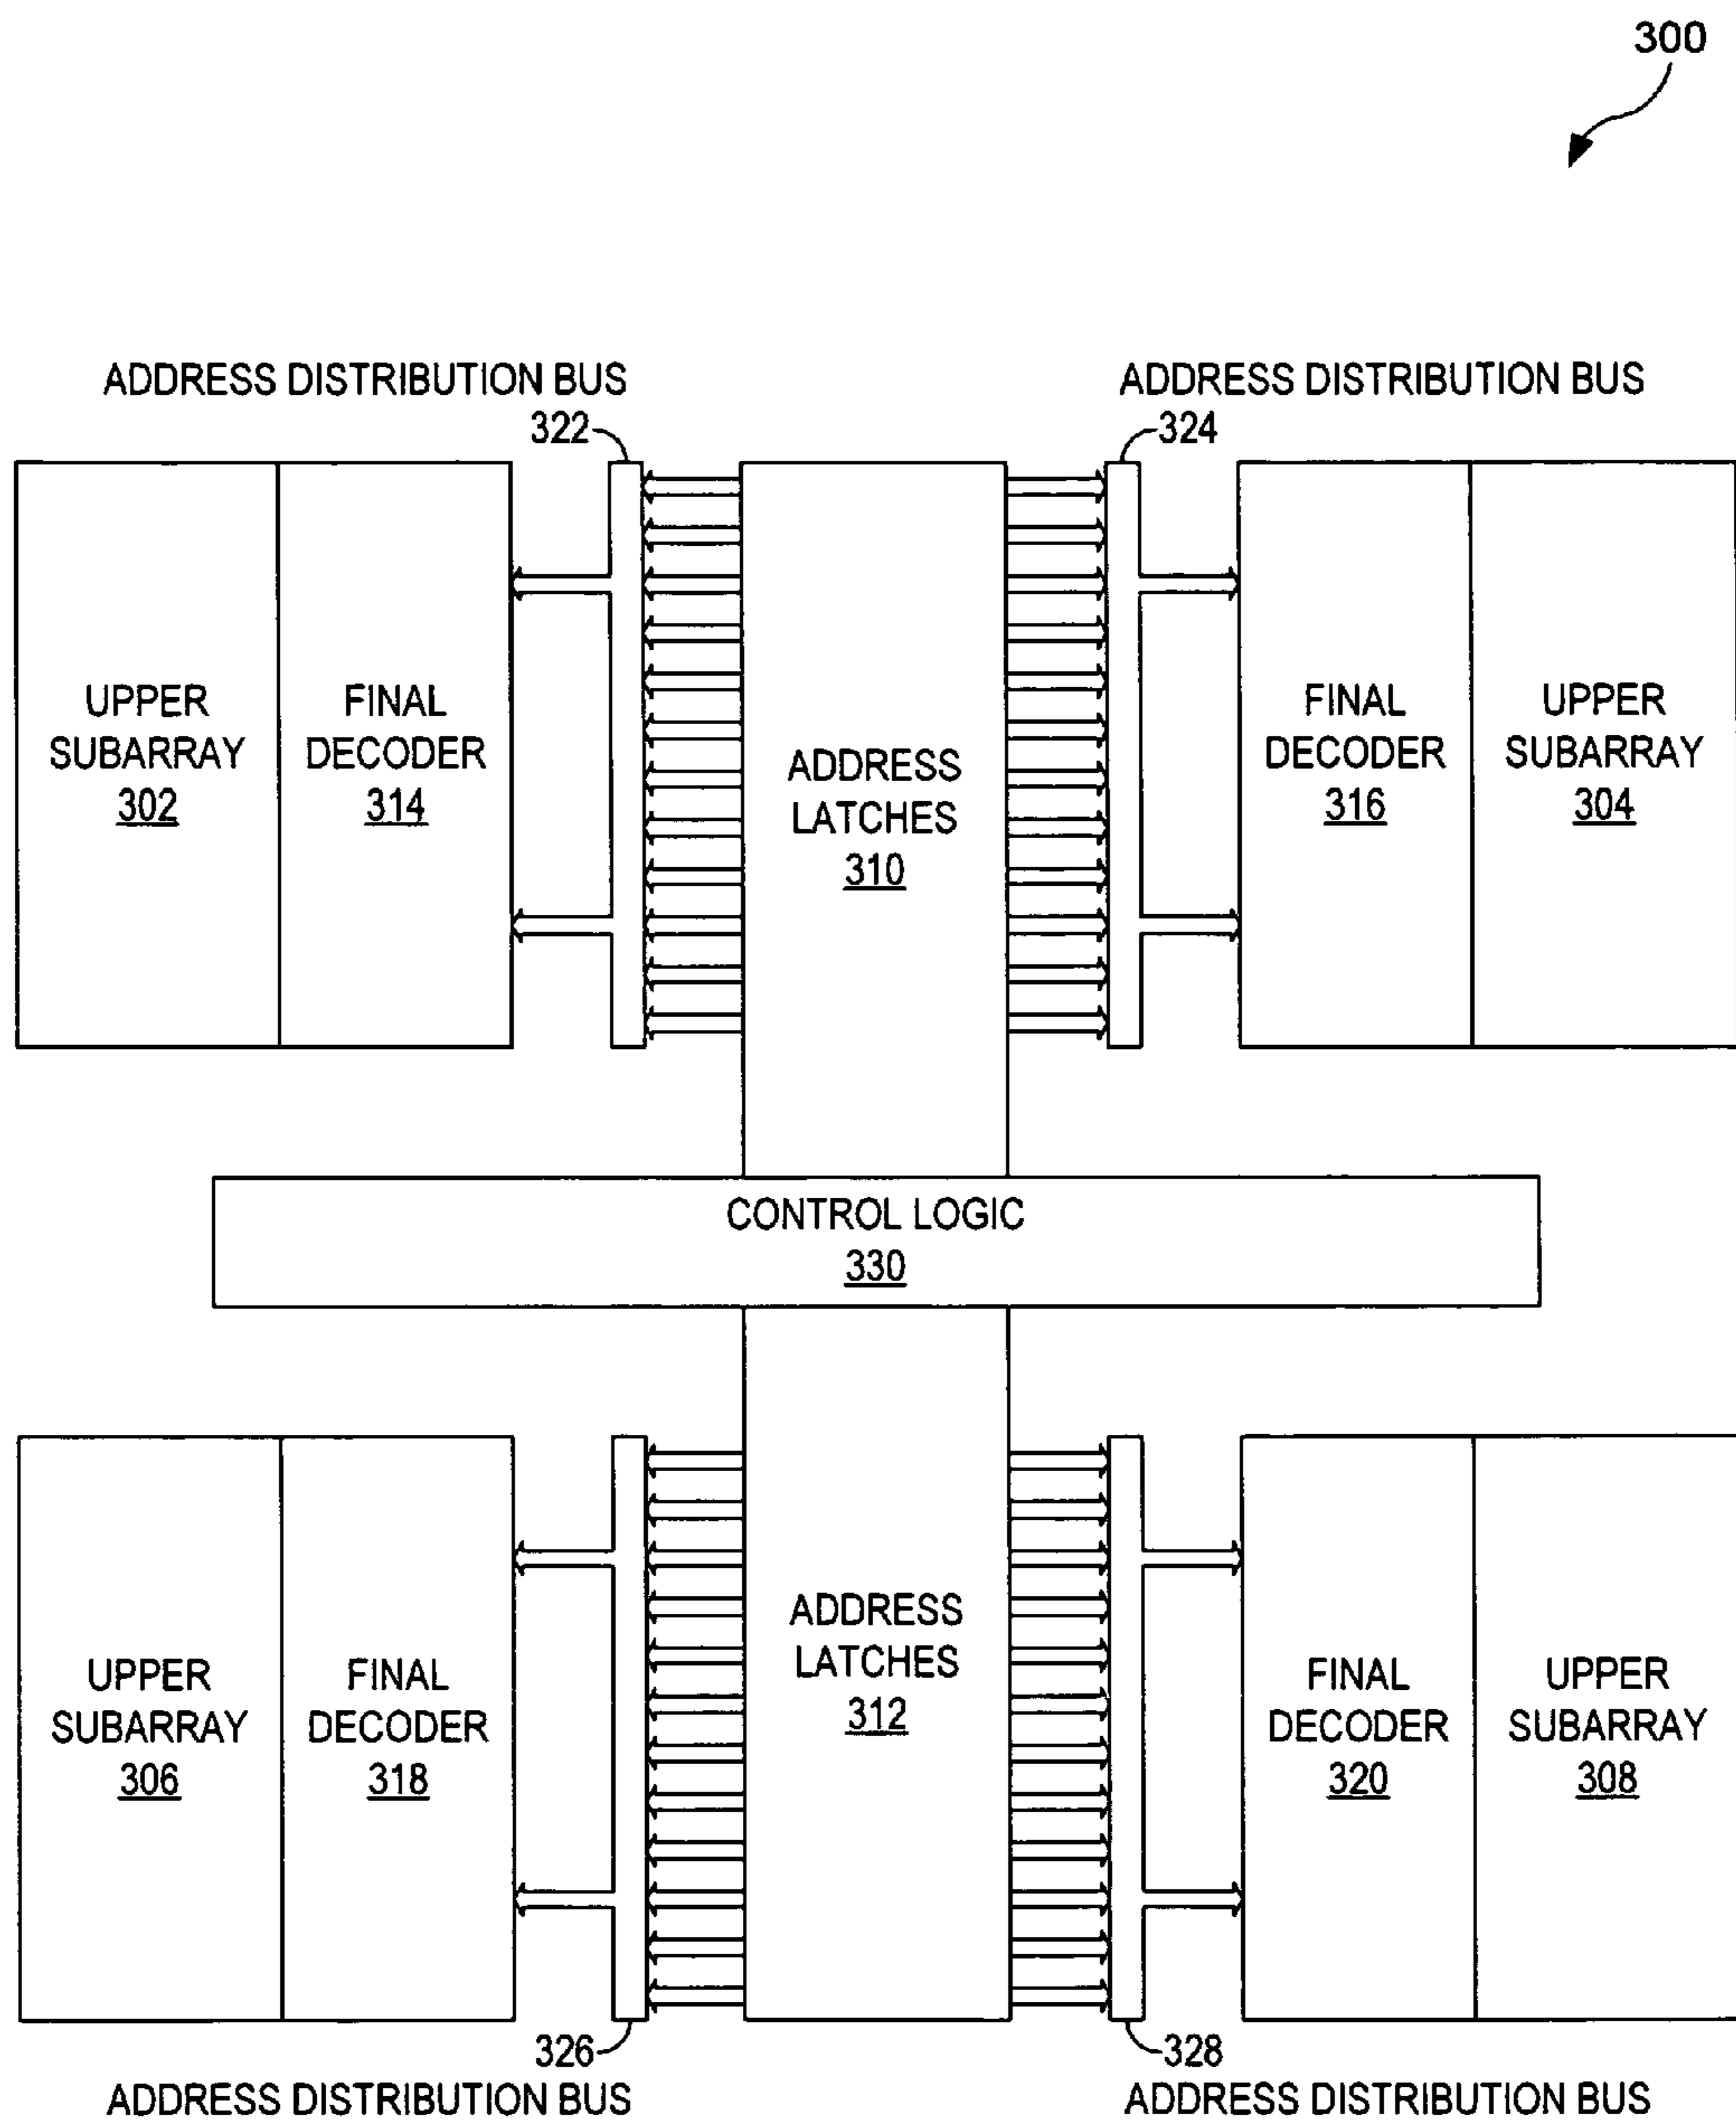 300
ADDRESS DISTRIBUTION BUS
322
ADDRESS DISTRIBUTION BUS
324
UPPER
SUBARRAY
302
FINAL
DECODER
314
ADDRESS
LATCHES
310
FINAL
DECODER
316
UPPER
SUBARRAY
304
CONTROL LOGIC
330
UPPER
SUBARRAY
306
FINAL
DECODER
318
ADDRESS
LATCHES
312
FINAL
DECODER
320
UPPER
SUBARRAY
308
326
ADDRESS DISTRIBUTION BUS
328
ADDRESS DISTRIBUTION BUS